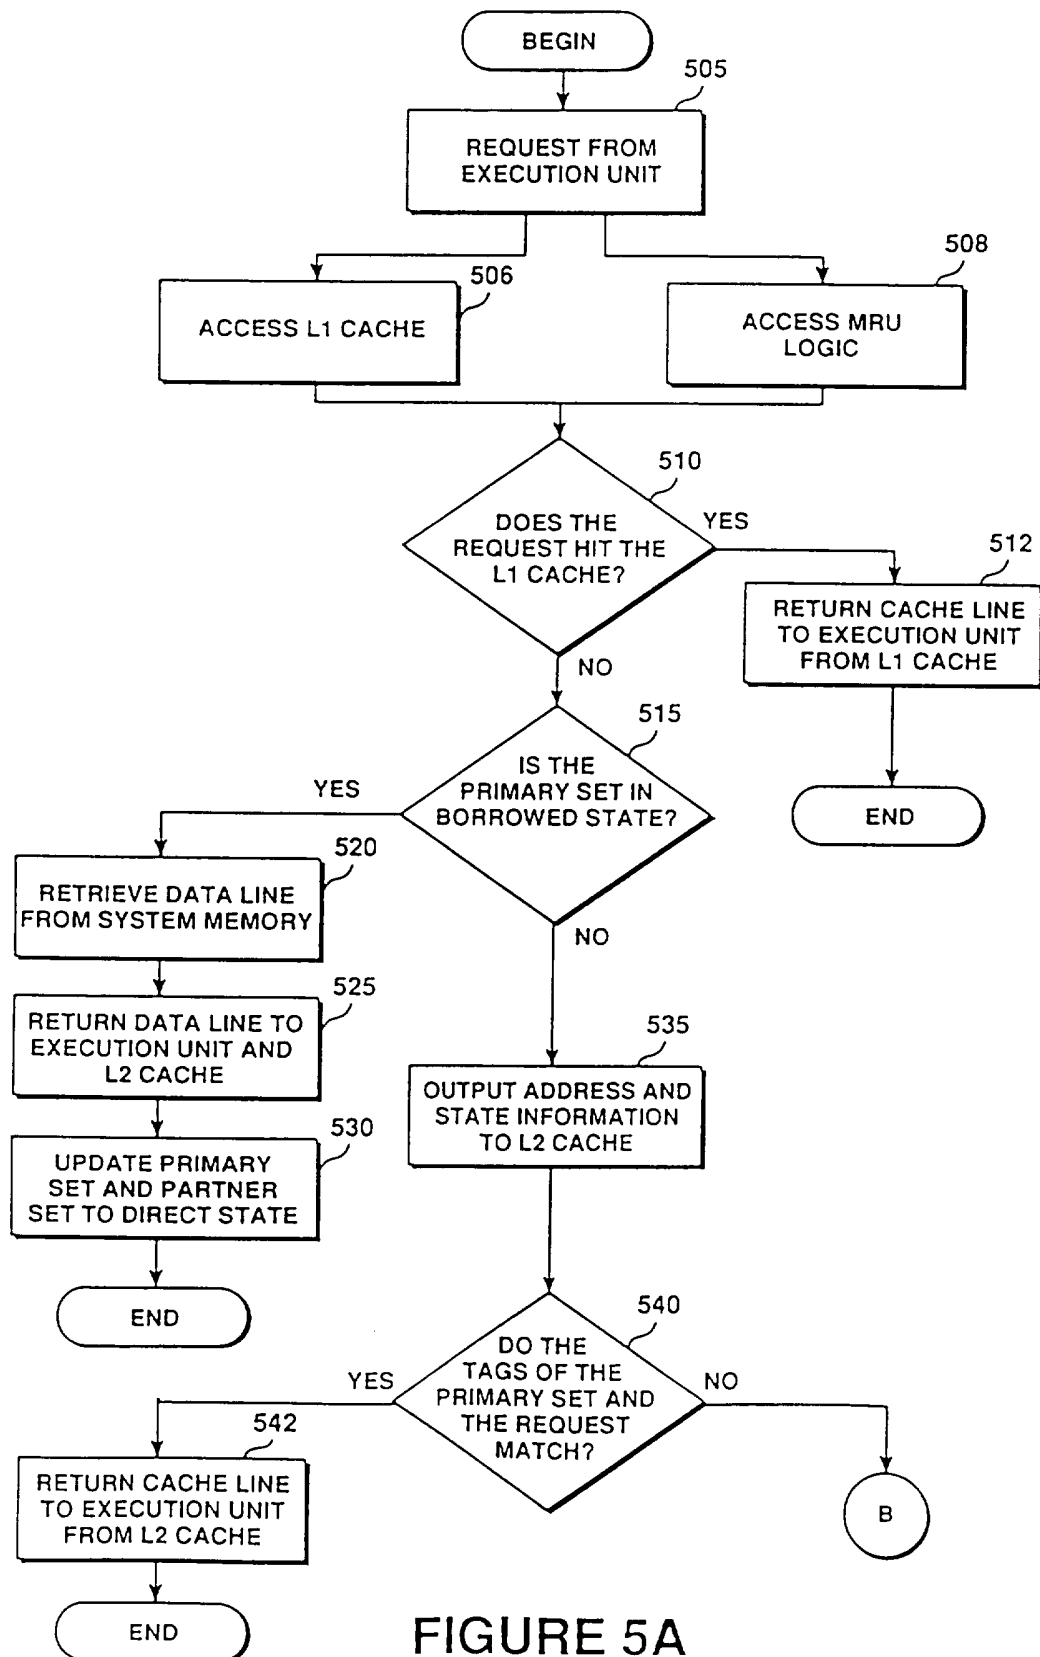 BEGIN
505
REQUEST FROM
EXECUTION UNIT
506
ACCESS L1 CACHE
508
ACCESS MRU
LOGIC
510
DOES THE
REQUEST HIT THE
L1 CACHE?
YES
NO
512
RETURN CACHE LINE
TO EXECUTION UNIT
FROM L1 CACHE
END
515
IS THE
PRIMARY SET IN
BORROWED STATE?
YES
NO
520
RETRIEVE DATA LINE
FROM SYSTEM MEMORY
525
RETURN DATA LINE TO
EXECUTION UNIT AND
L2 CACHE
530
UPDATE PRIMARY
SET AND PARTNER
SET TO DIRECT STATE
END
535
OUTPUT ADDRESS AND
STATE INFORMATION
TO L2 CACHE
540
DO THE
TAGS OF THE
PRIMARY SET AND
THE REQUEST
MATCH?
YES
NO
542
RETURN CACHE LINE
TO EXECUTION UNIT
FROM L2 CACHE
END
B
FIGURE 5A